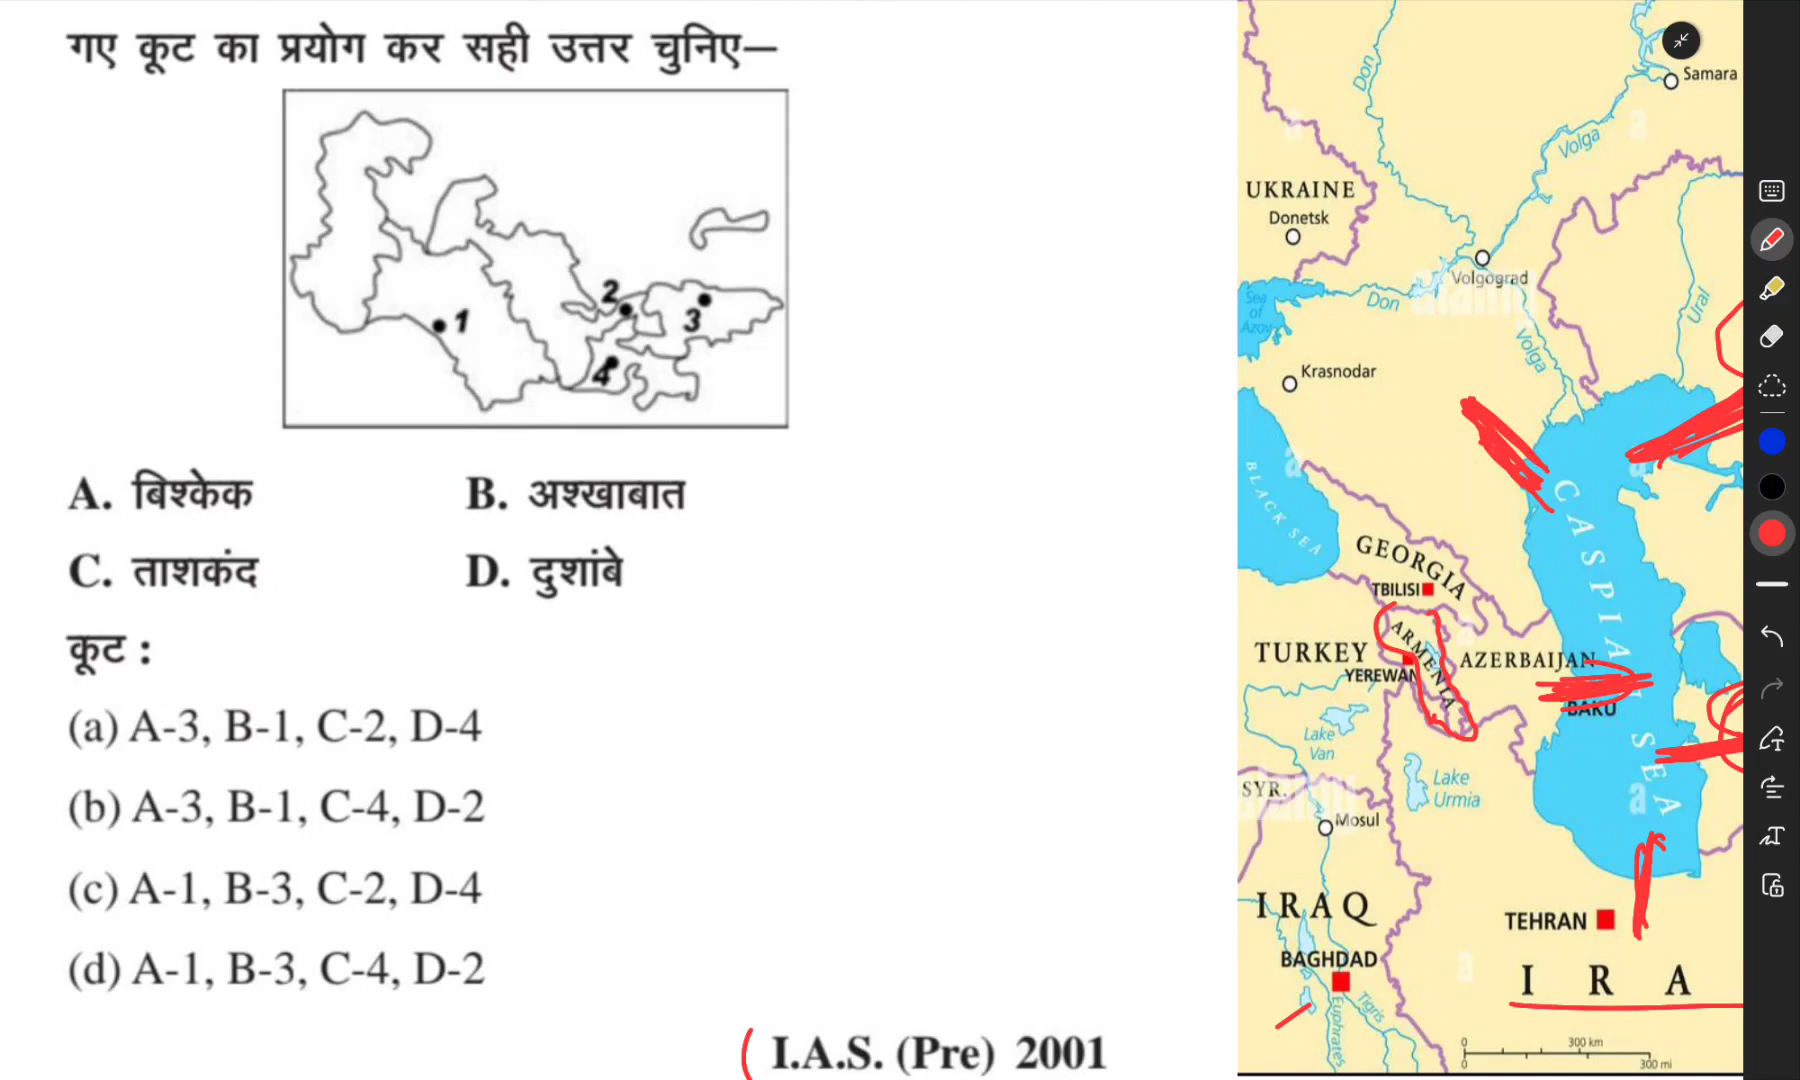 गए कूट का प्रयोग कर सही उत्तर चुनिए—
1
2
3
4
A. बिश्केक
B. अश्खाबात
C. ताशकंद
D. दुशांबे
कूट :
(a) A-3, B-1, C-2, D-4
(b) A-3, B-1, C-4, D-2
(c) A-1, B-3, C-2, D-4
(d) A-1, B-3, C-4, D-2
I.A.S. (Pre) 2001
Samara
Don
Volga
UKRAINE
Donetsk
Volgograd
Don
Sea
of
Azov
Ural
Volga
Krasnodar
BLACK SEA
CASPIAN SEA
GEORGIA
TBILISI
ARMENIA
TURKEY
AZERBAIJAN
YEREWAN
BAKU
Lake
Van
Lake
Urmia
SYR.
Mosul
IRAQ
TEHRAN
BAGHDAD
I R A
Euphrates
Tigris
0
300 km
0
300 mi
a
a
a
a
a
a
a
alamy